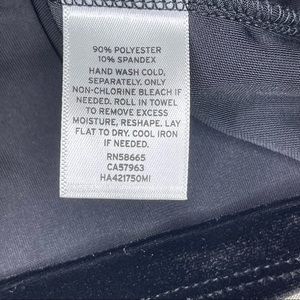 90% POLYESTER
10% SPANDEX
HAND WASH COLD,
SEPARATELY, ONLY
NON-CHLORINE BLEACH IF
NEEDED. ROLL IN TOWEL
TO REMOVE EXCESS
MOISTURE, RESHAPE. LAY
FLAT TO DRY. COOL IRON
IF NEEDED.
RN58665
CA57963
HA421750MI